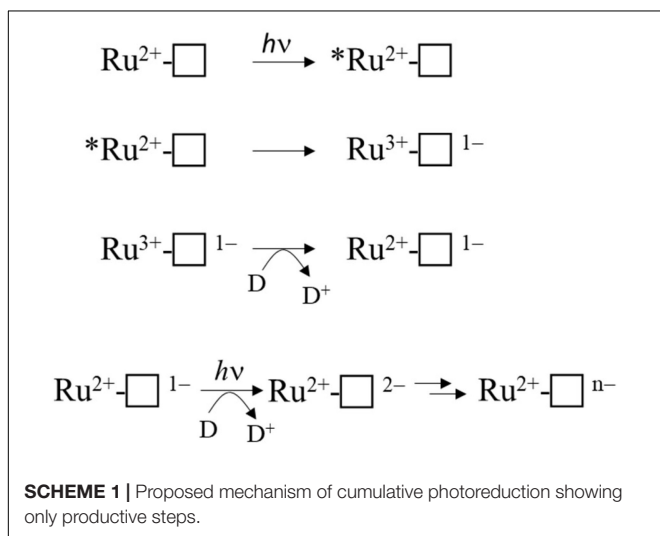 hν
Ru²⁺-□ → *Ru²⁺-□
*Ru²⁺-□ → Ru³⁺-□ ¹⁻
Ru³⁺-□ ¹⁻ → Ru²⁺-□ ¹⁻
D D⁺
hν
Ru²⁺-□ ¹⁻ → Ru²⁺-□ ²⁻ →→ Ru²⁺-□ ⁿ⁻
D D⁺
SCHEME 1 | Proposed mechanism of cumulative photoreduction showing
only productive steps.